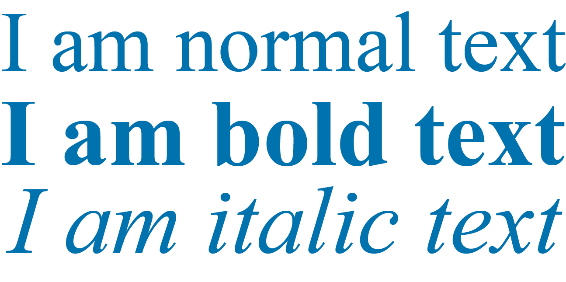 I am normal text
I am bold text
I am italic text